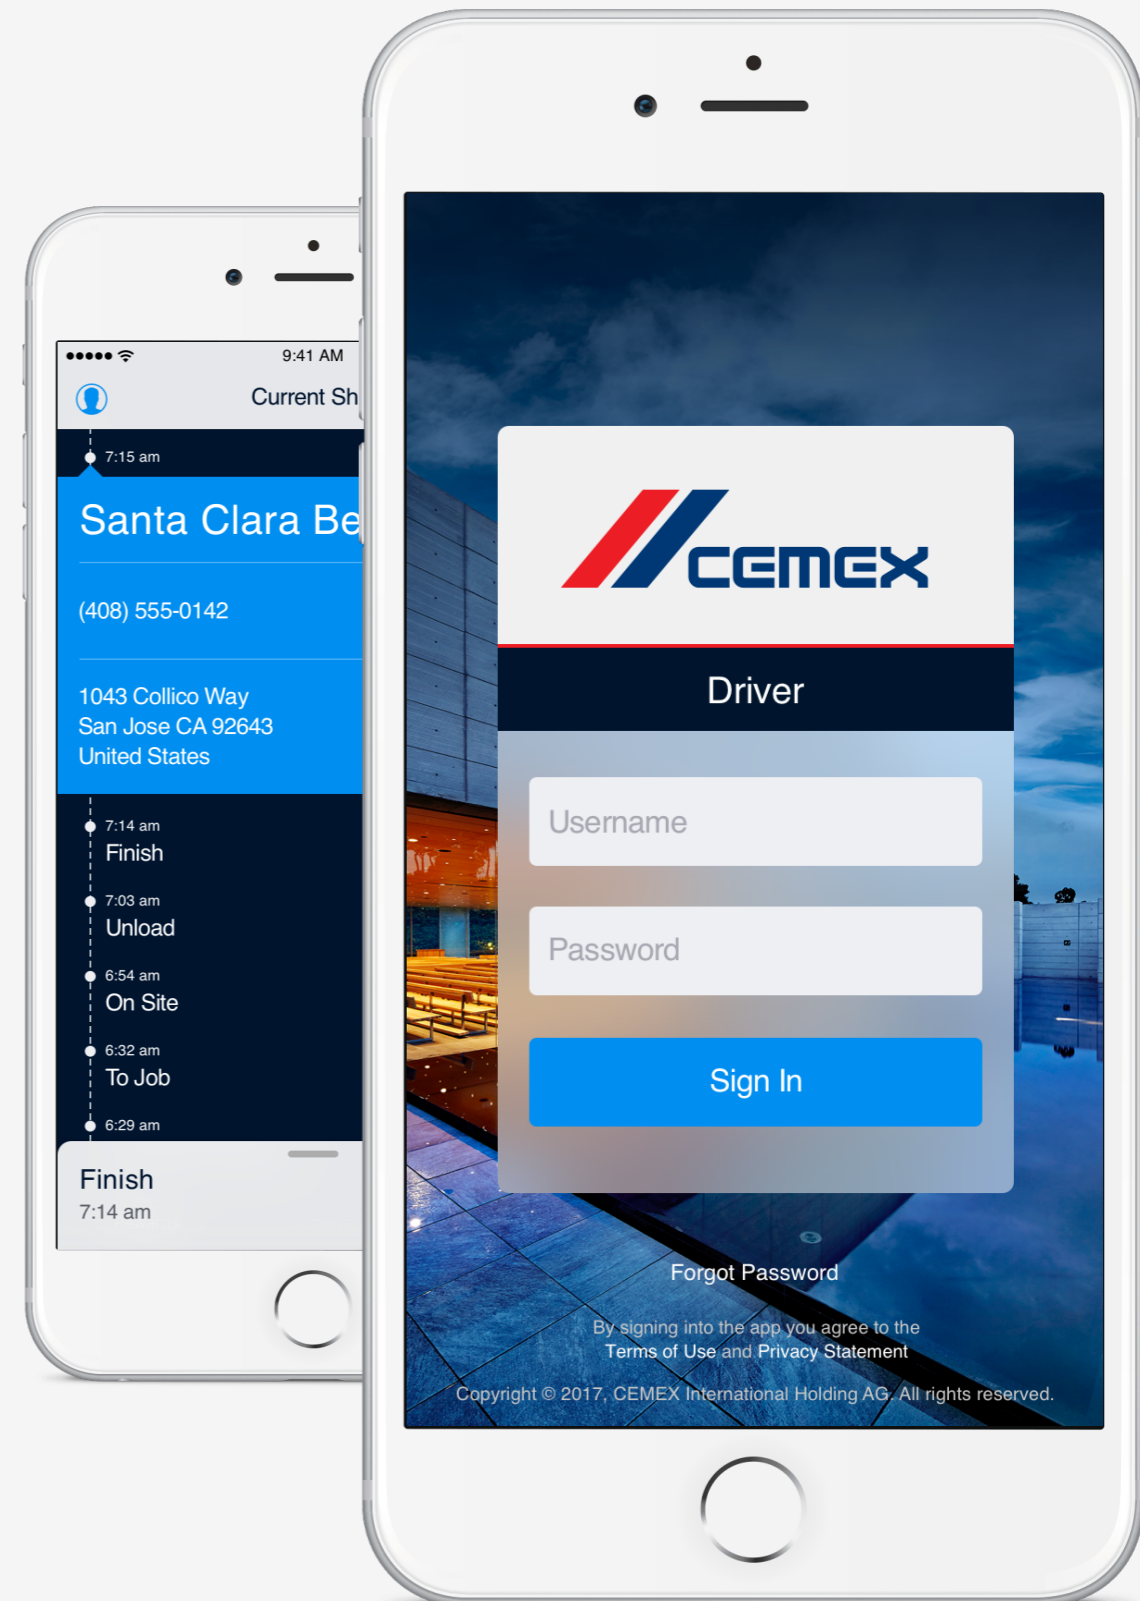 9:41 AM
Current Sh
7:15 am
Santa Clara Be
(408) 555-0142
1043 Collico Way
San Jose CA 92643
United States
7:14 am
Finish
7:03 am
Unload
6:54 am
On Site
6:32 am
To Job
6:29 am
Finish
7:14 am
CEMEX
Driver
Username
Password
Sign In
Forgot Password
By signing into the app you agree to the
Terms of Use and Privacy Statement
Copyright © 2017, CEMEX International Holding AG. All rights reserved.